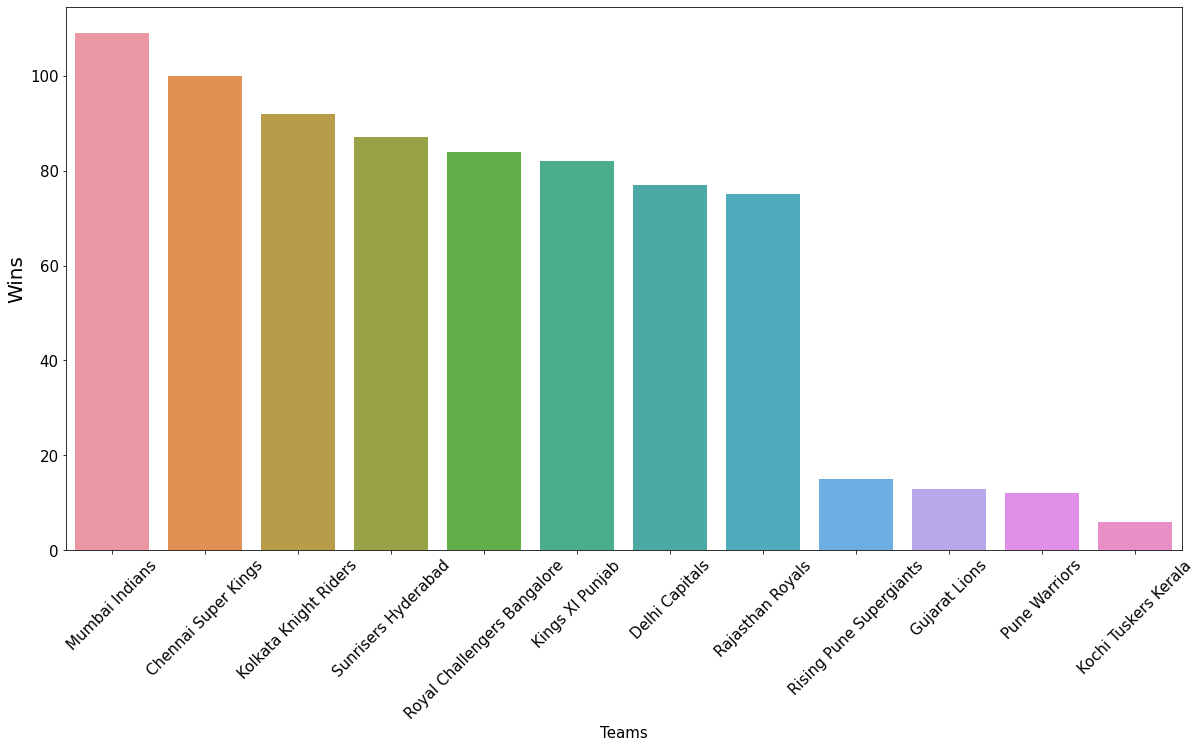 Wins
100
80
60
40
20
0
Mumbai Indians
Chennai Super Kings
Kolkata Knight Riders
Sunrisers Hyderabad
Royal Challengers Bangalore
Kings XI Punjab
Delhi Capitals
Rajasthan Royals
Rising Pune Supergiants
Gujarat Lions
Pune Warriors
Kochi Tuskers Kerala
Teams